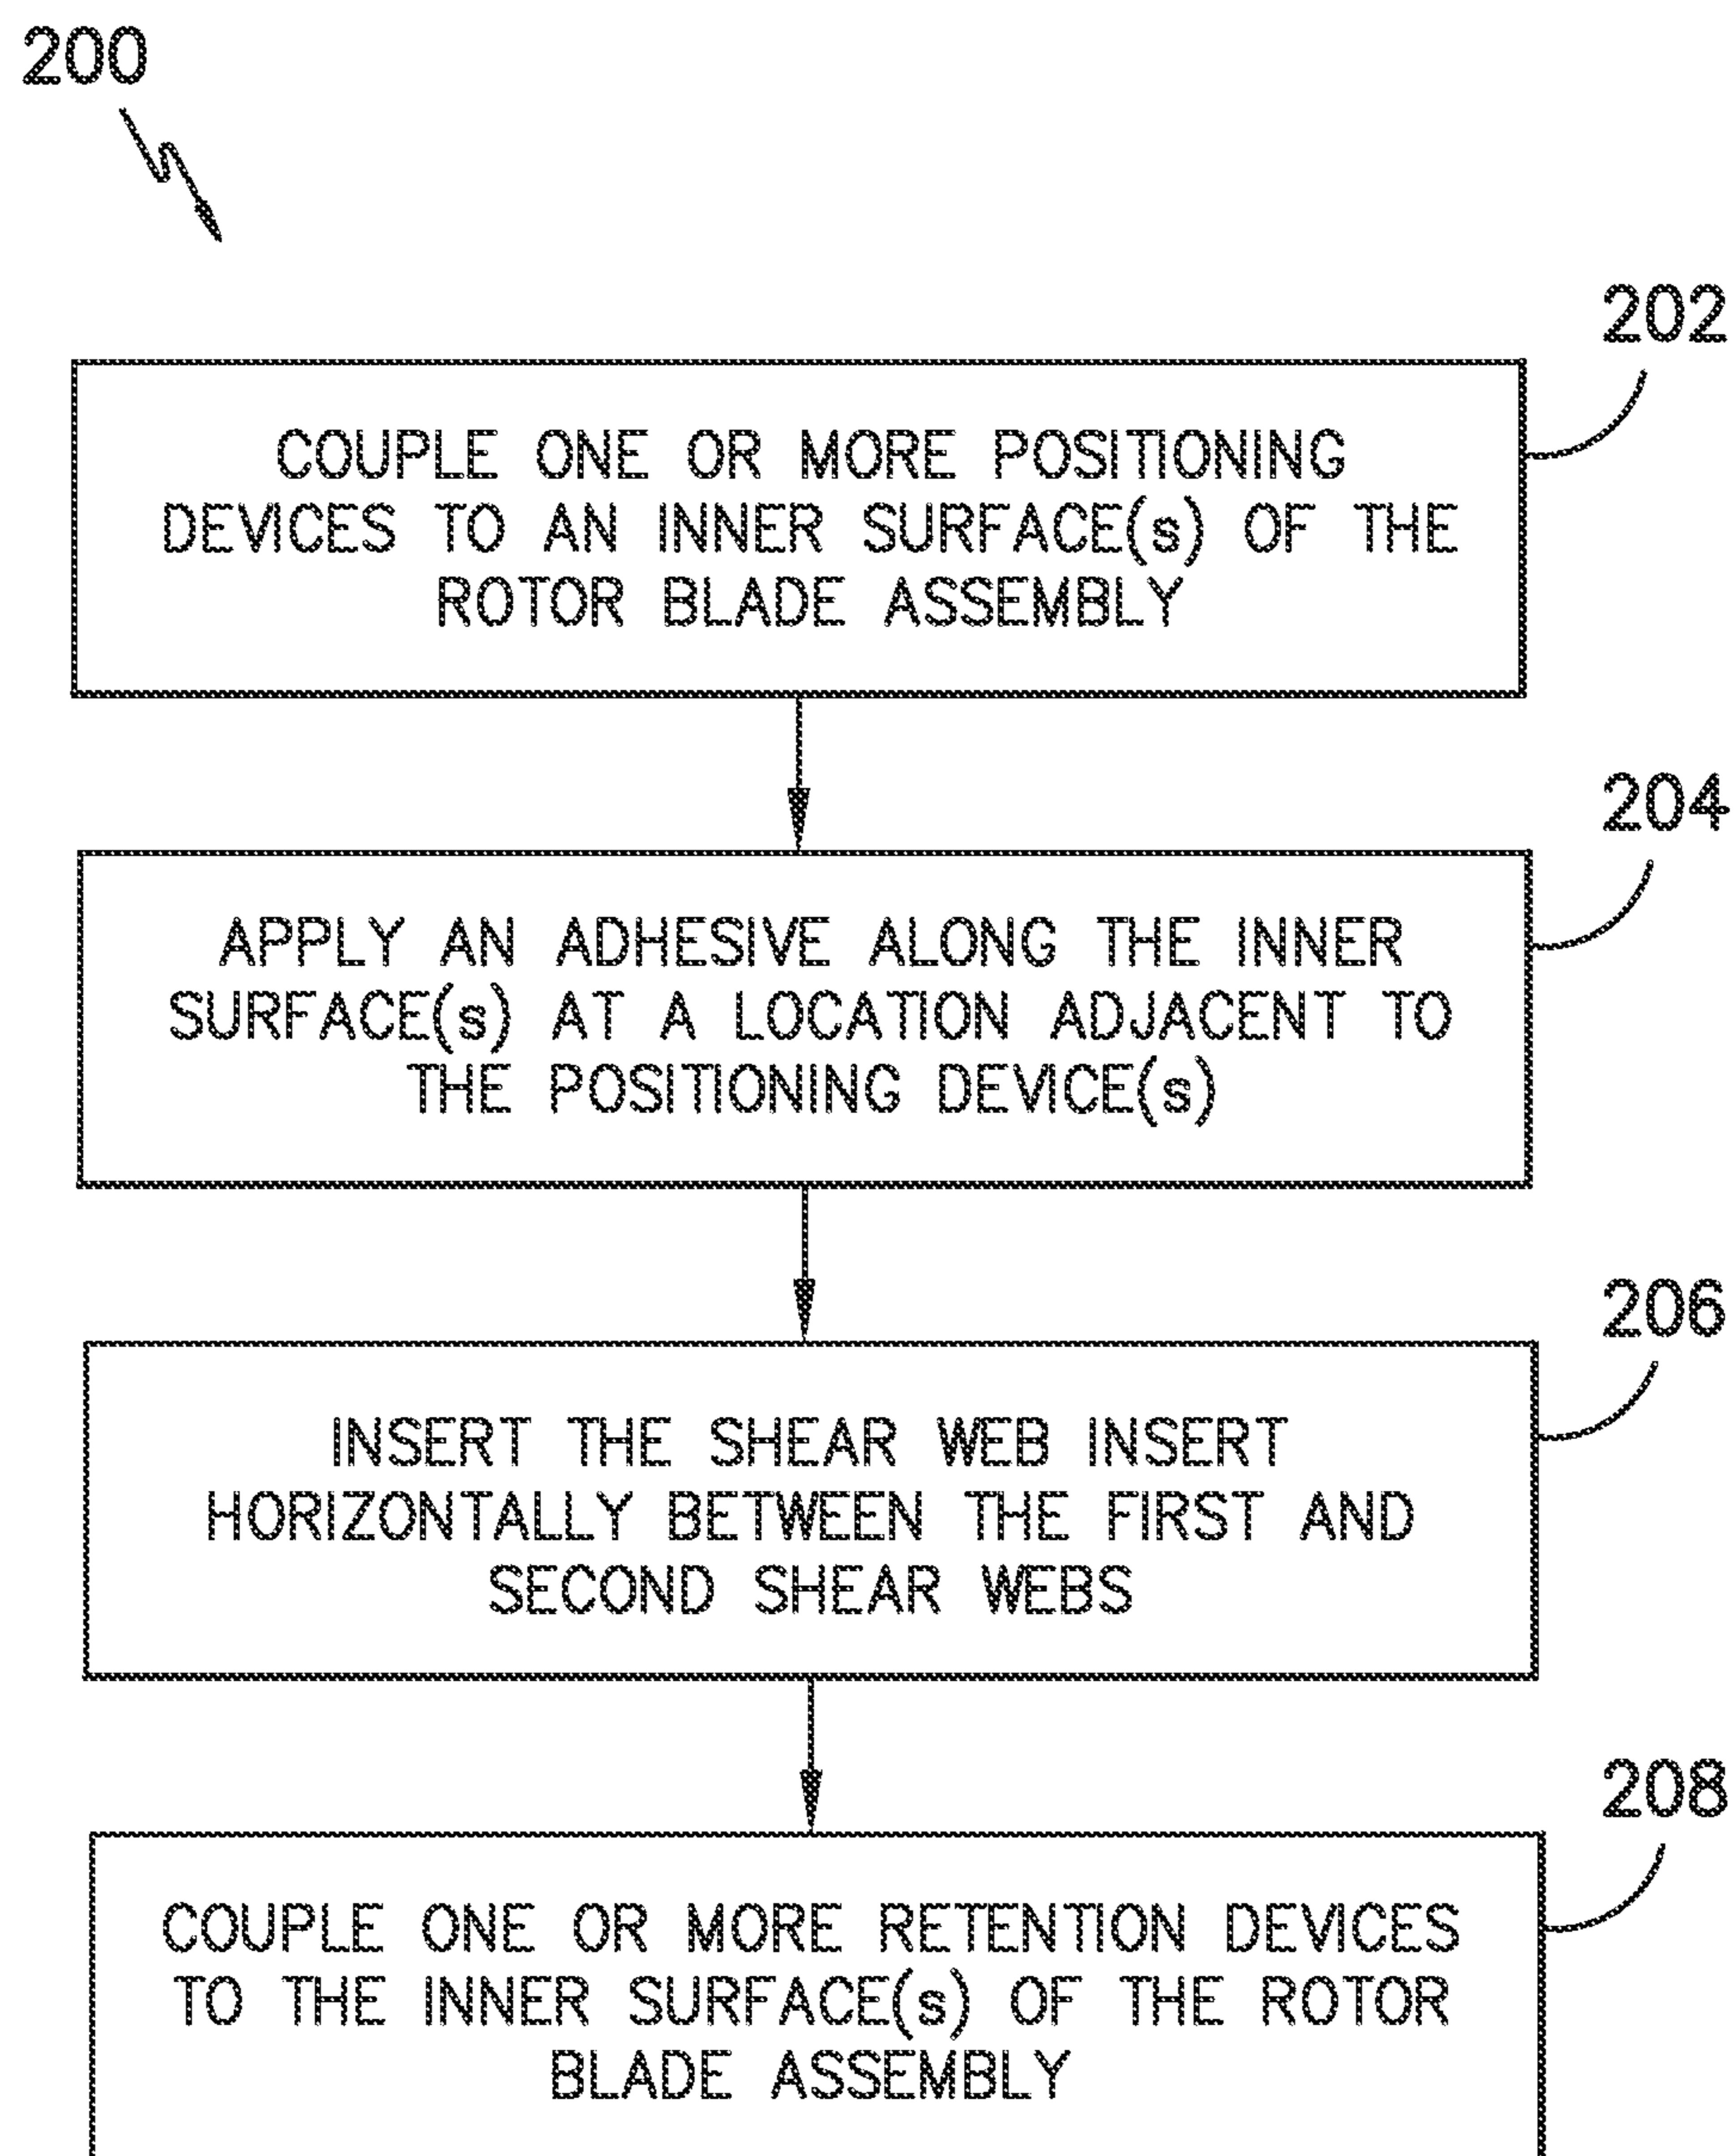 200
202
COUPLE ONE OR MORE POSITIONING
DEVICES TO AN INNER SURFACE(s) OF THE
ROTOR BLADE ASSEMBLY
204
APPLY AN ADHESIVE ALONG THE INNER
SURFACE(s) AT A LOCATION ADJACENT TO
THE POSITIONING DEVICE(s)
206
INSERT THE SHEAR WEB INSERT
HORIZONTALLY BETWEEN THE FIRST AND
SECOND SHEAR WEBS
208
COUPLE ONE OR MORE RETENTION DEVICES
TO THE INNER SURFACE(s) OF THE ROTOR
BLADE ASSEMBLY